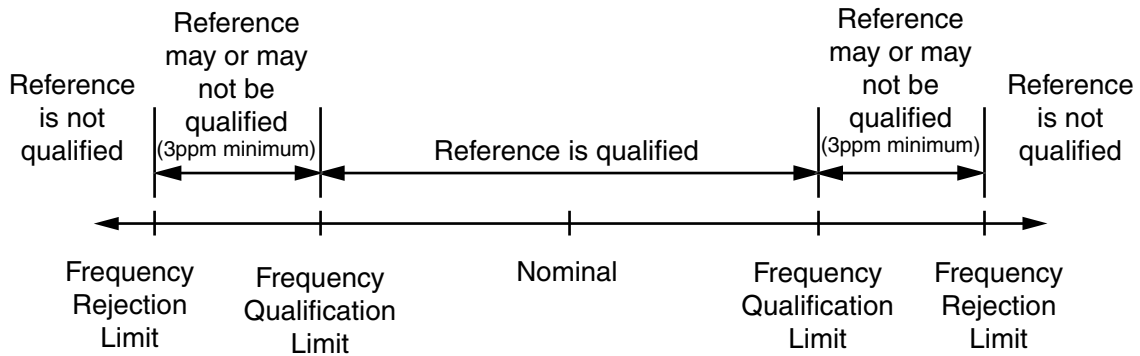 Reference
is not
qualified
Reference
may or may
not be
qualified
(3ppm minimum)
Reference is qualified
Reference
may or may
not be
qualified
(3ppm minimum)
Reference
is not
qualified
Frequency
Rejection
Limit
Frequency
Qualification
Limit
Nominal
Frequency
Qualification
Limit
Frequency
Rejection
Limit